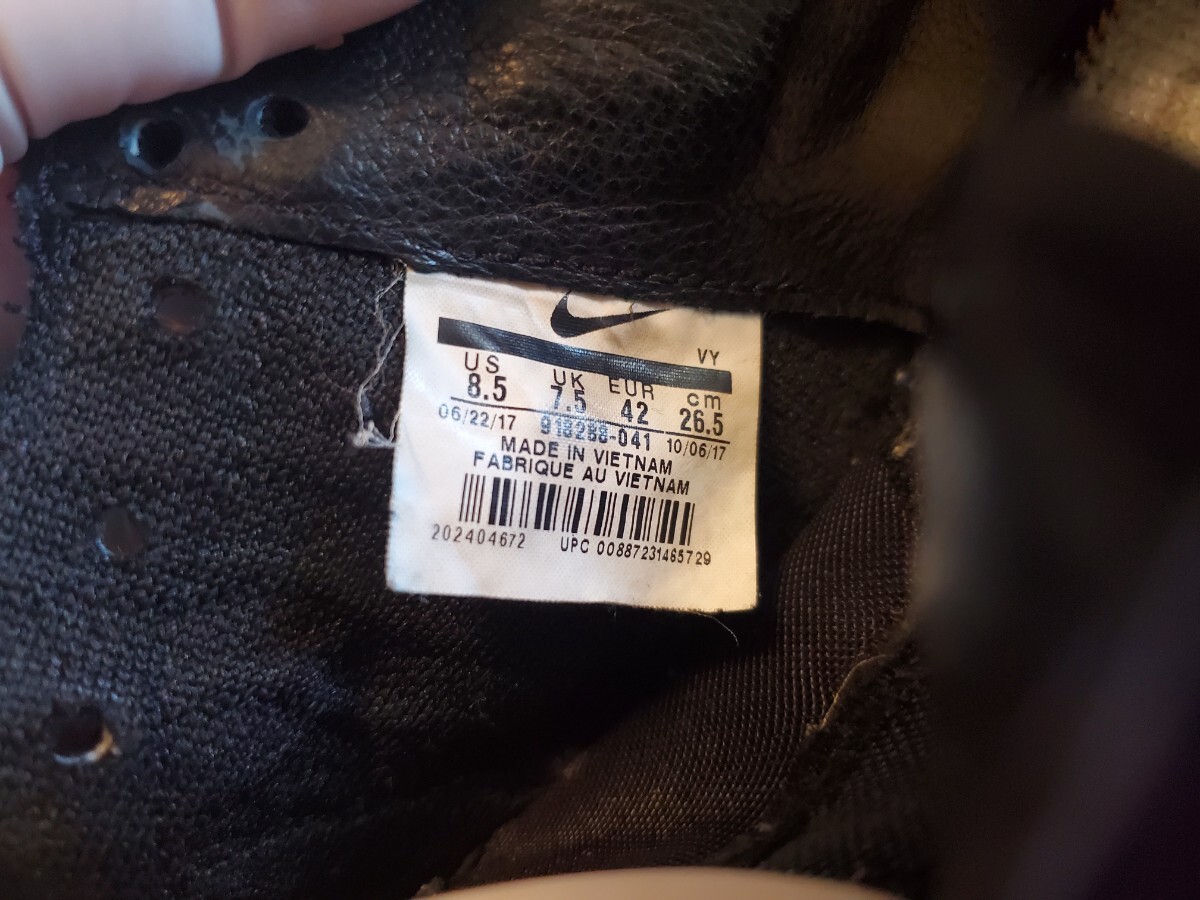 VY
US UK EUR cm
8.5 7.5 42 26.5
06/22/17 918288-041 10/06/17
MADE IN VIETNAM
FABRIQUE AU VIETNAM
202404672 UPC 00887231465729